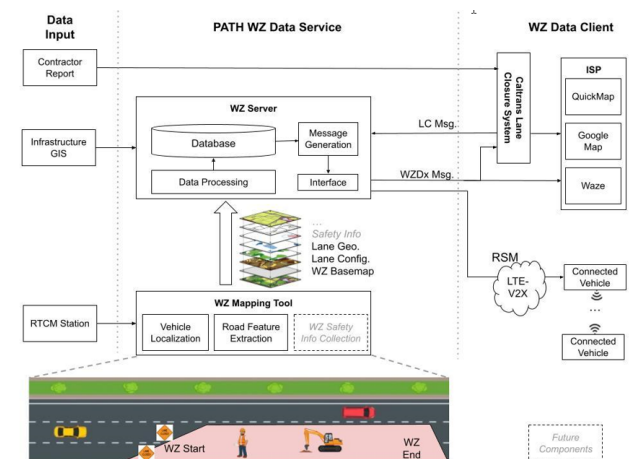 Data
Input
PATH WZ Data Service
WZ Data Client
Contractor
Report
Caltrans Lane
Closure System
ISP
QuickMap
Google
Map
Waze
WZ Server
Infrastructure
GIS
Database
Message
Generation
Data Processing
Interface
LC Msg.
WZDx Msg.
...
Safety Info
Lane Geo.
Lane Config.
WZ Basemap
RSM
LTE-
V2X
Connected
Vehicle
...
Connected
Vehicle
WZ Mapping Tool
RTCM Station
Vehicle
Localization
Road Feature
Extraction
WZ Safety
Info Collection
WZ Start
WZ
End
Future
Components